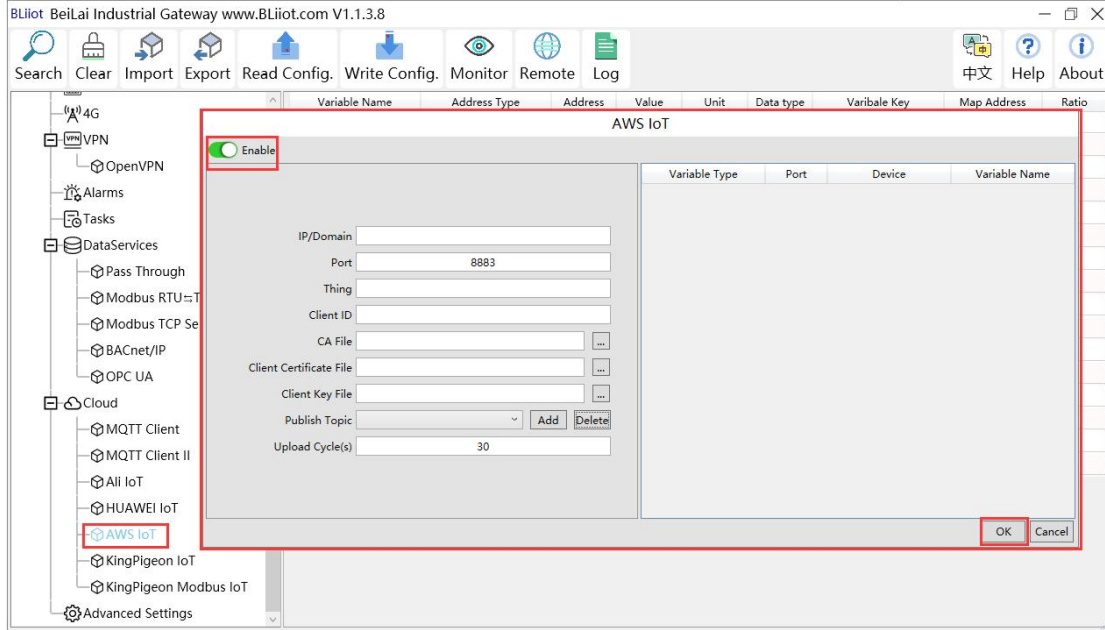 BLiiot BeiLai Industrial Gateway www.BLiiot.com V1.1.3.8
Search Clear Import Export Read Config. Write Config. Monitor Remote Log 中文 Help About
Variable Name Address Type Address Value Unit Data type Varibale Key Map Address Ratio
4G
AWS IoT
VPN VPN
Enable
OpenVPN
Variable Type Port Device Variable Name
Alarms
Tasks
IP/Domain
DataServices
Port 8883
Pass Through
Thing
Modbus RTU⇆T
Client ID
Modbus TCP Se
CA File ...
BACnet/IP
Client Certificate File ...
OPC UA
Client Key File ...
Cloud
Publish Topic Add Delete
MQTT Client
Upload Cycle(s) 30
MQTT Client II
Ali IoT
HUAWEI IoT
AWS IoT
OK Cancel
KingPigeon IoT
KingPigeon Modbus IoT
Advanced Settings